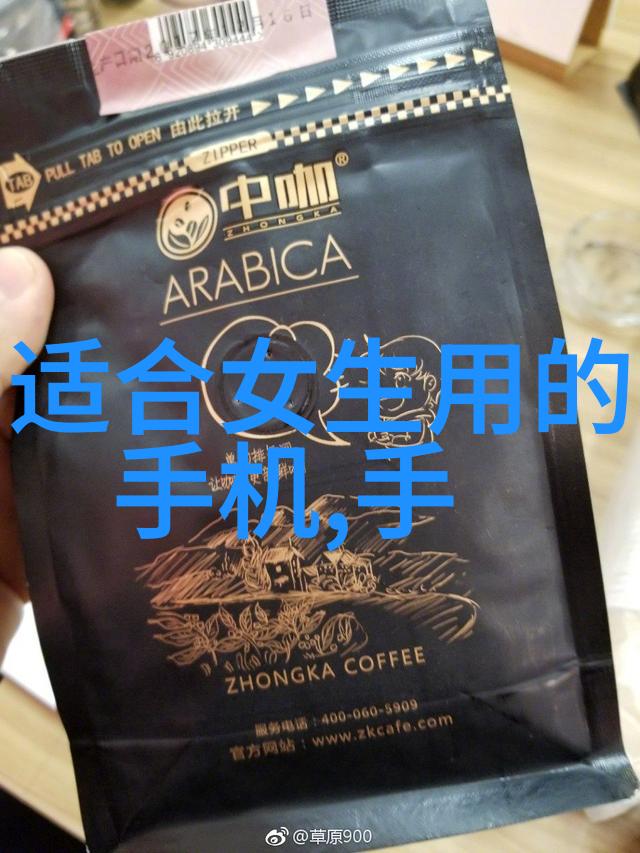 PULL TAB TO OPEN 由此拉开
TAB
ZIPPER
中咖®
ZHONGKA
ARABICA
适合女生用的
手机,手
ZHONGKA COFFEE
服务电话:400-060-5909
官方网站:www.zkcafe.com
@草原900